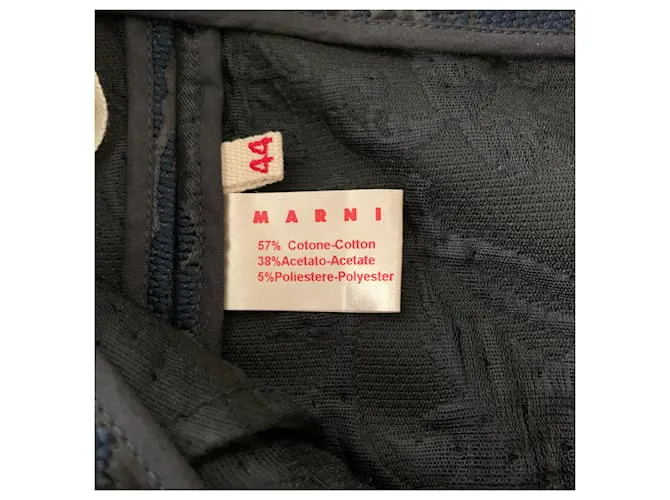 44
MARNI
57% Cotone-Cotton
38%Acetato-Acetate
5%Poliestere-Polyester